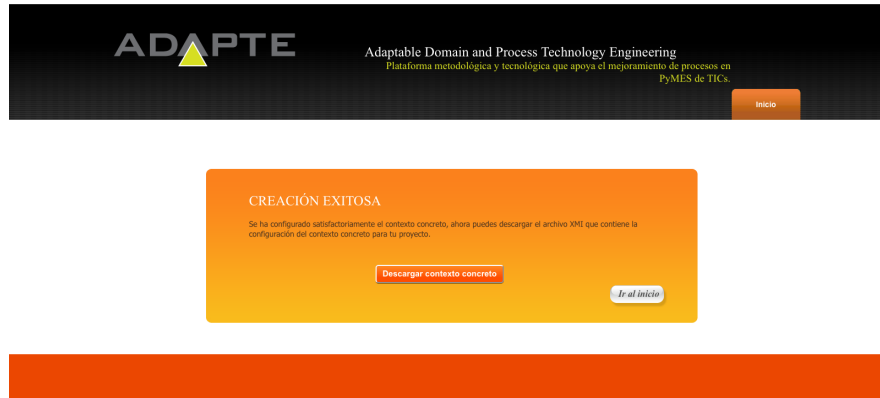 ADAPTE
Adaptable Domain and Process Technology Engineering
Plataforma metodológica y tecnológica que apoya el mejoramiento de procesos en
PyMES de TICs.
Inicio
CREACIÓN EXITOSA
Se ha configurado satisfactoriamente el contexto concreto, ahora puedes descargar el archivo XMI que contiene la
configuración del contexto concreto para tu proyecto.
Descargar contexto concreto
Ir al inicio